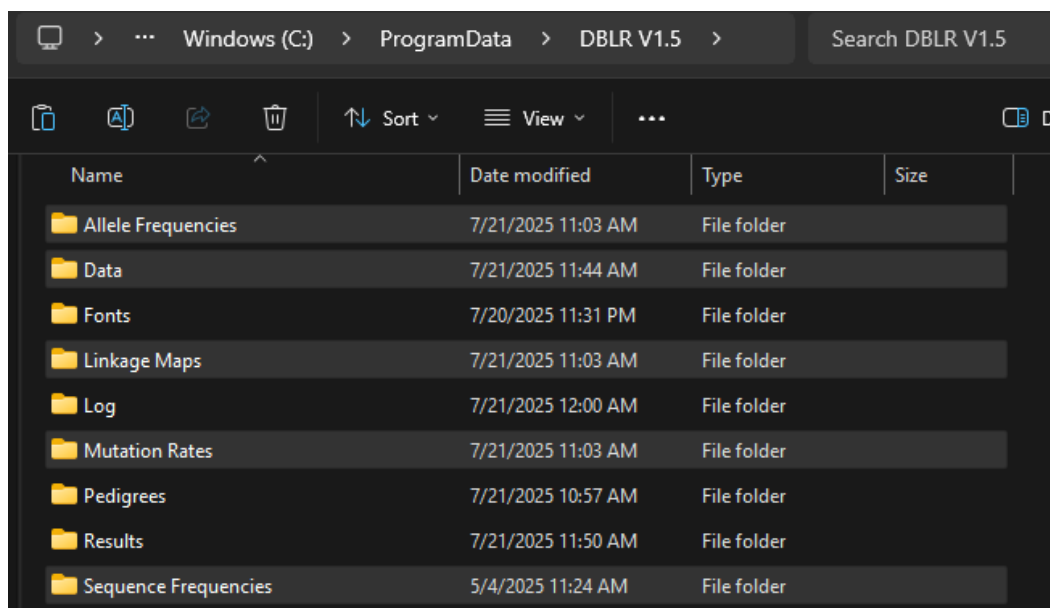 Windows (C:) > ProgramData > DBLR V1.5 > Search DBLR V1.5
Sort View
Name Date modified Type Size
Allele Frequencies 7/21/2025 11:03 AM File folder
Data 7/21/2025 11:44 AM File folder
Fonts 7/20/2025 11:31 PM File folder
Linkage Maps 7/21/2025 11:03 AM File folder
Log 7/21/2025 12:00 AM File folder
Mutation Rates 7/21/2025 11:03 AM File folder
Pedigrees 7/21/2025 10:57 AM File folder
Results 7/21/2025 11:50 AM File folder
Sequence Frequencies 5/4/2025 11:24 AM File folder